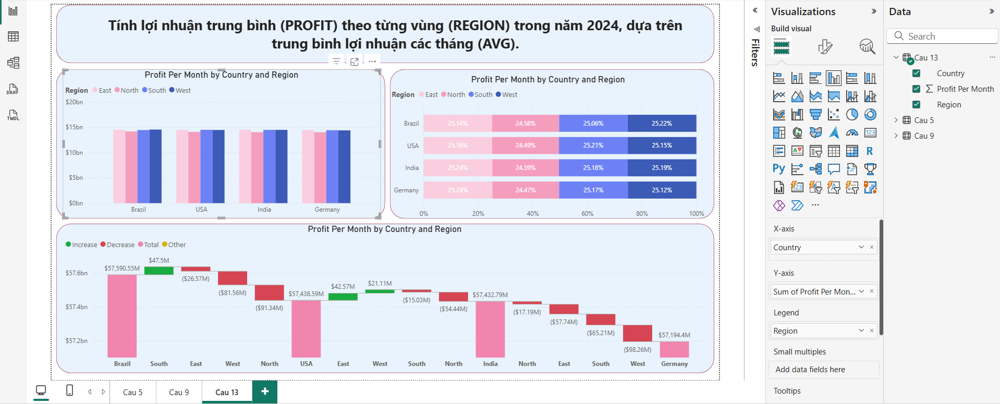 Tính lợi nhuận trung bình (PROFIT) theo từng vùng (REGION) trong năm 2024, dựa trên
trung bình lợi nhuận các tháng (AVG).
Profit Per Month by Country and Region
Region East North South West
$20bn
$15bn
$10bn
$5bn
$0bn
Brazil USA India Germany
Profit Per Month by Country and Region
Region East North South West
Brazil 25.14% 24.58% 25.06% 25.22%
USA 25.16% 24.49% 25.21% 25.15%
India 25.24% 24.39% 25.18% 25.19%
Germany 25.24% 24.47% 25.17% 25.12%
0% 20% 40% 60% 80% 100%
Profit Per Month by Country and Region
Increase Decrease Total Other
$57.6bn
$57.4bn
$57.2bn
$57,590.55M
$47.5M
($26.57M)
($81.56M)
($91.34M)
$57,438.59M
$42.57M
$21.11M
($15.03M)
($54.44M)
$57,432.79M
($17.19M)
($57.74M)
($65.21M)
($98.26M)
$57,194.4M
Brazil South East West North USA East West South North India North East South West Germany
DAX
TMDL
Cau 5
Cau 9
Cau 13
+
Filters
Visualizations
Build visual
123
R
Py
123
X-axis
Country
Y-axis
Sum of Profit Per Mon...
Legend
Region
Small multiples
Add data fields here
Tooltips
Data
Search
Cau 13
Country
Profit Per Month
Region
Cau 5
Cau 9